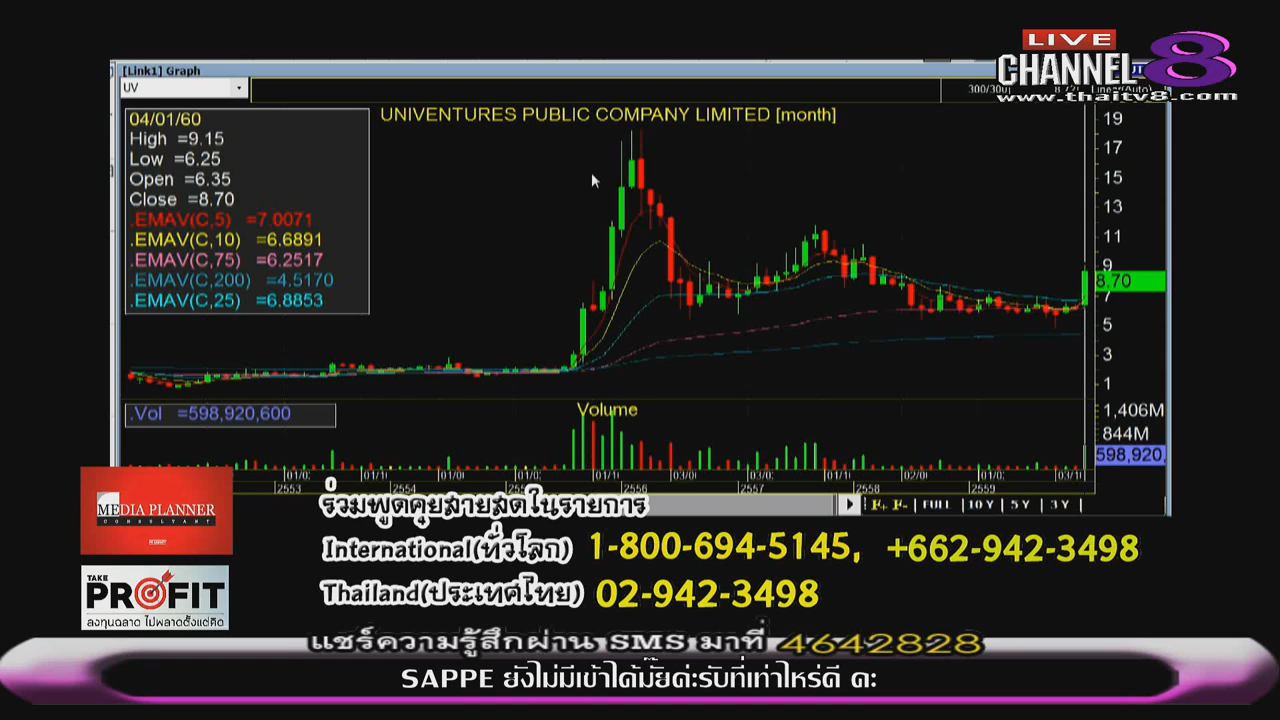 LIVE
CHANNEL 8
www.thaitv8.com
[Link1] Graph
UV
300/300
UNIVENTURES PUBLIC COMPANY LIMITED [month]
04/01/60
High =9.15
Low =6.25
Open =6.35
Close =8.70
.EMAV(C,5) =7.0071
.EMAV(C,10) =6.6891
.EMAV(C,75) =6.2517
.EMAV(C,200) =4.5170
.EMAV(C,25) =6.8853
19
17
15
13
11
9
8.70
7
5
3
1
.Vol =598,920,600
Volume
1,406M
844M
598,920,
2553
2554
2556
2557
2558
2559
F+ F- FULL 10Y 5Y 3Y
MEDIA PLANNER
CONSULTANT
ร่วมพูดคุยสายสดในรายการ
International(ทั่วโลก) 1-800-694-5145, +662-942-3498
Thailand(ประเทศไทย) 02-942-3498
TAKE
PROFIT
ลงทุนฉลาด ไม่พลาดตั้งแต่คิด
แชร์ความรู้สึกผ่าน SMS มาที่ 4642828
SAPPE ยังไม่มีเข้าได้มั๊ยค่ะรับที่เท่าไหร่ดี คะ